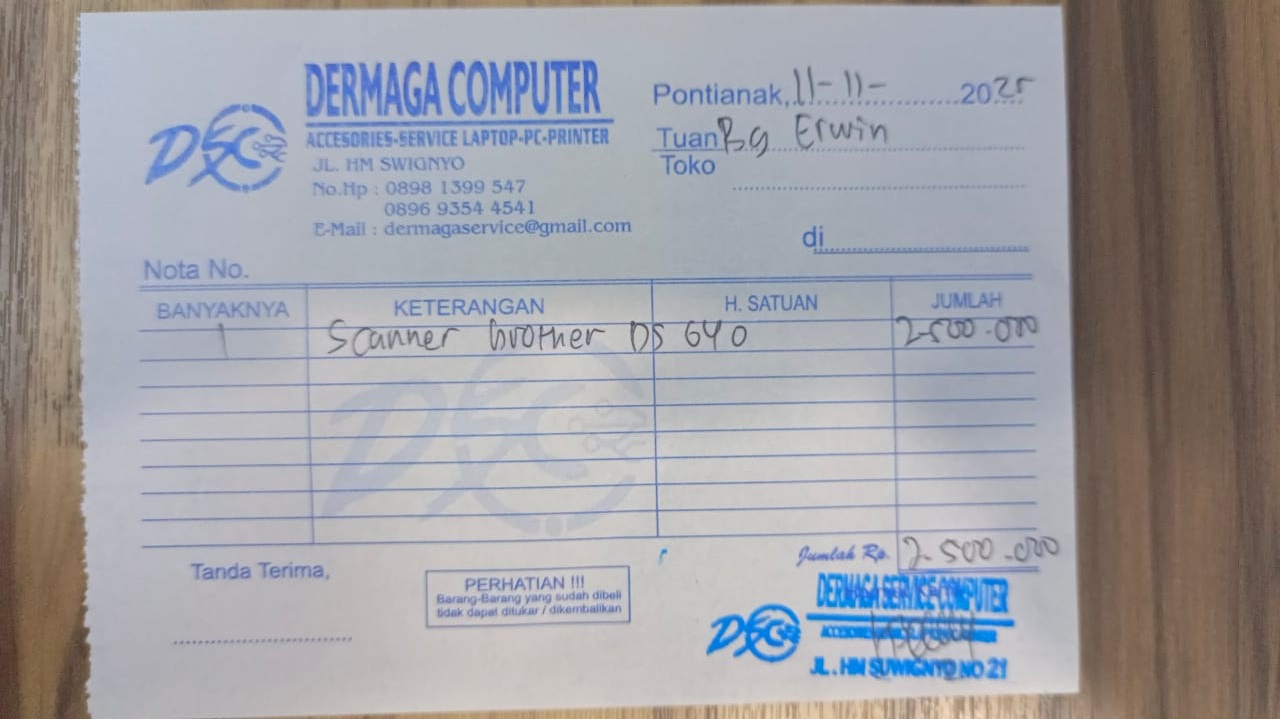 DSC
DERMAGA COMPUTER
ACCESORIES-SERVICE LAPTOP-PC-PRINTER
JL. HM SWIGNYO
No.Hp : 0898 1399 547
0896 9354 4541
E-Mail : dermagaservice@gmail.com
Pontianak, 11-11- 2025
Tuan Bg Erwin
Toko
di
Nota No.
BANYAKNYA KETERANGAN H. SATUAN JUMLAH
1 Scanner brother DS 640 2.500.000
Jumlah Rp. 2.500.000
Tanda Terima,
PERHATIAN !!!
Barang-Barang yang sudah dibeli
tidak dapat ditukar / dikembalikan
DSC
DERMAGA SERVICE COMPUTER
JL. HM SUWIGNYO NO 21